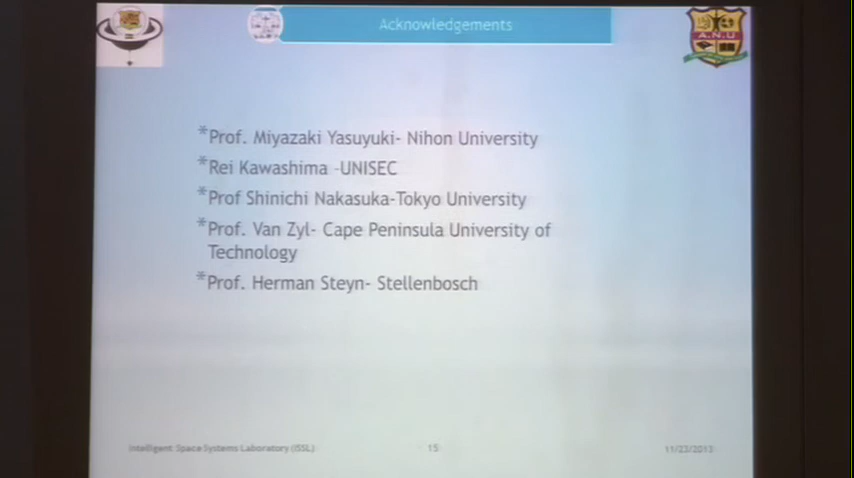 Acknowledgements
A.N.U
*Prof. Miyazaki Yasuyuki- Nihon University
*Rei Kawashima -UNISEC
*Prof Shinichi Nakasuka-Tokyo University
*Prof. Van Zyl- Cape Peninsula University of
Technology
*Prof. Herman Steyn- Stellenbosch
Intelligent Space Systems Laboratory (ISSL)
15
11/23/2013